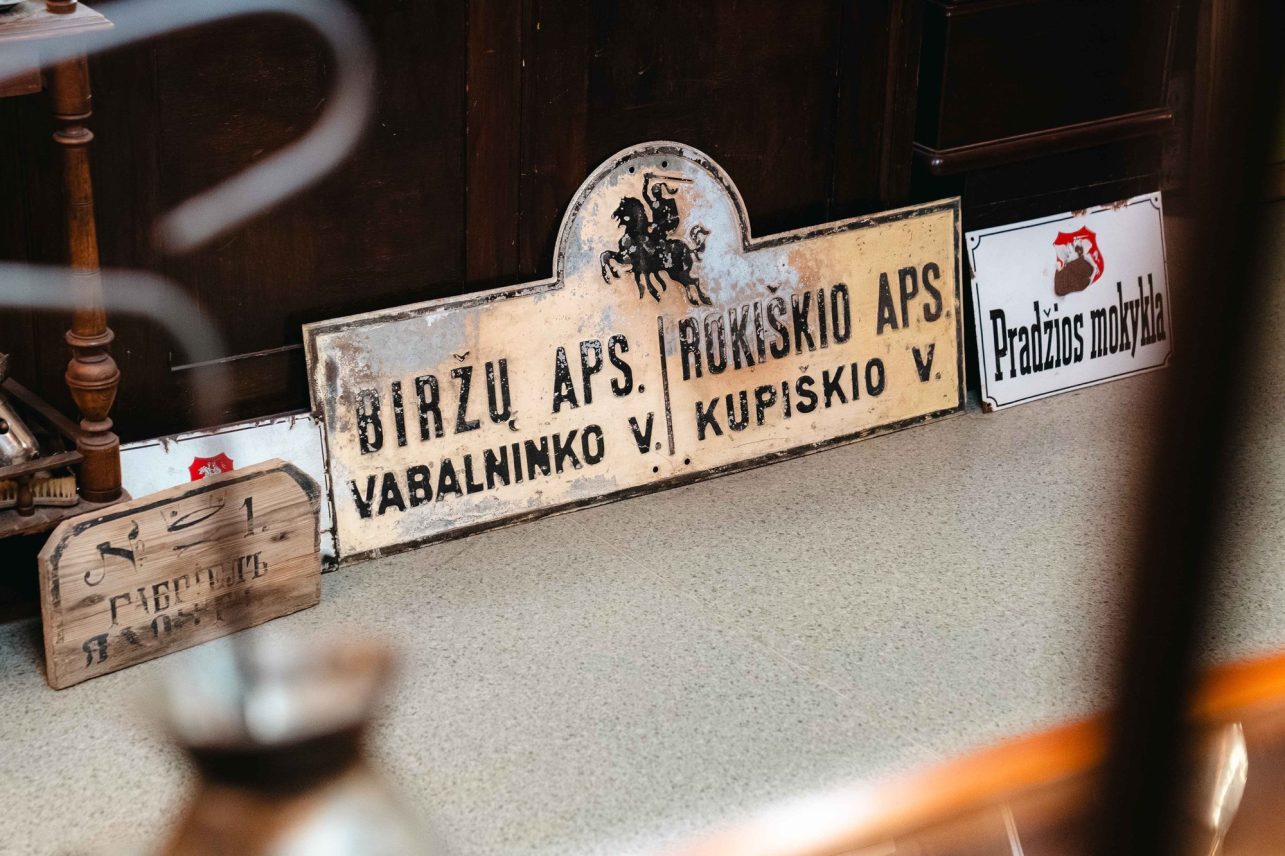 BIRŽŲ APS.
VABALNINKO V.
ROKIŠKIO APS.
KUPIŠKIO V.
Pradžios mokykla
№ 1.